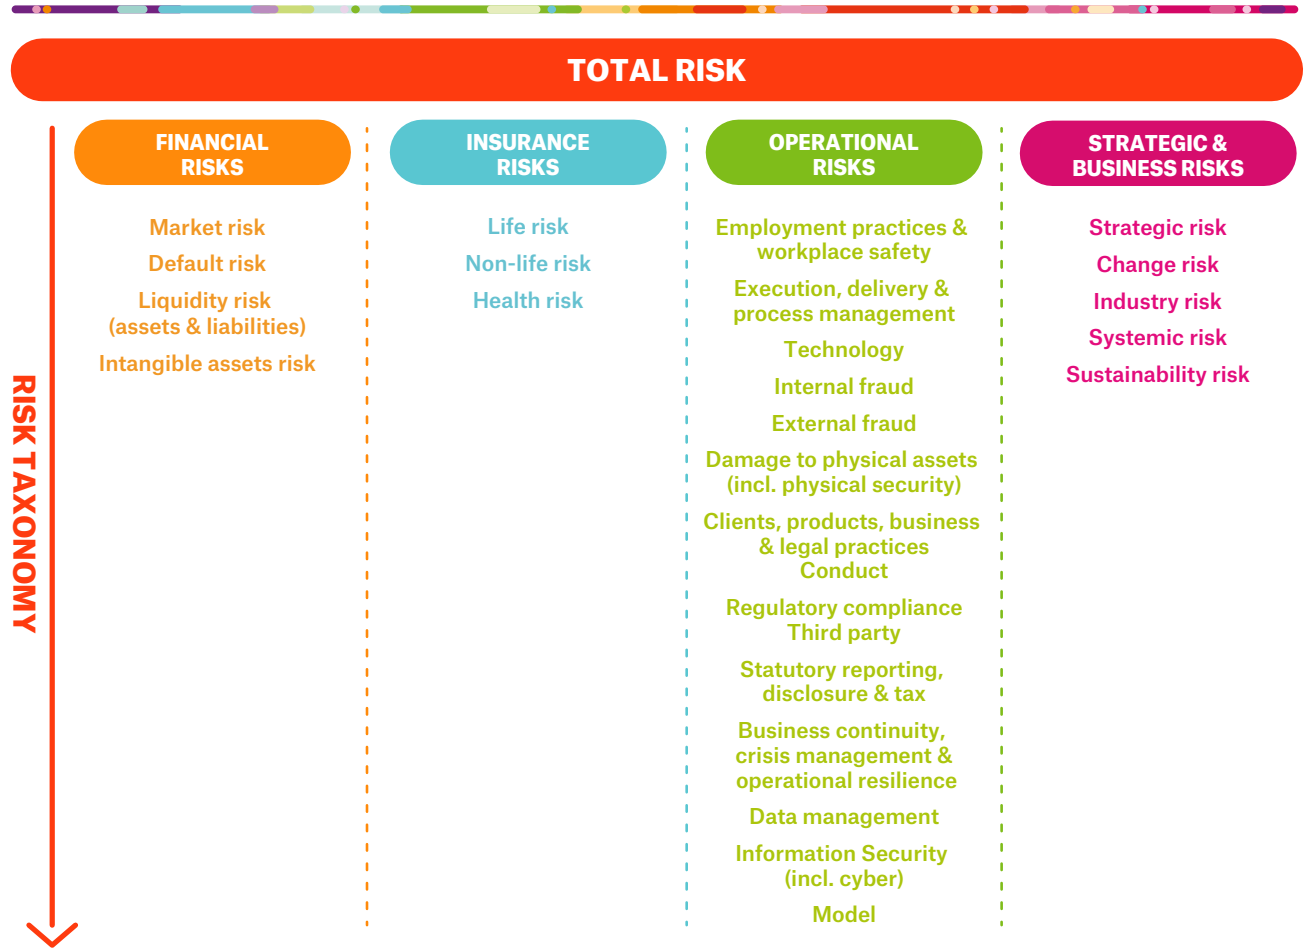 TOTAL RISK
RISK TAXONOMY
FINANCIAL
RISKS
Market risk
Default risk
Liquidity risk
(assets & liabilities)
Intangible assets risk
INSURANCE
RISKS
Life risk
Non-life risk
Health risk
OPERATIONAL
RISKS
Employment practices &
workplace safety
Execution, delivery &
process management
Technology
Internal fraud
External fraud
Damage to physical assets
(incl. physical security)
Clients, products, business
& legal practices
Conduct
Regulatory compliance
Third party
Statutory reporting,
disclosure & tax
Business continuity,
crisis management &
operational resilience
Data management
Information Security
(incl. cyber)
Model
STRATEGIC &
BUSINESS RISKS
Strategic risk
Change risk
Industry risk
Systemic risk
Sustainability risk